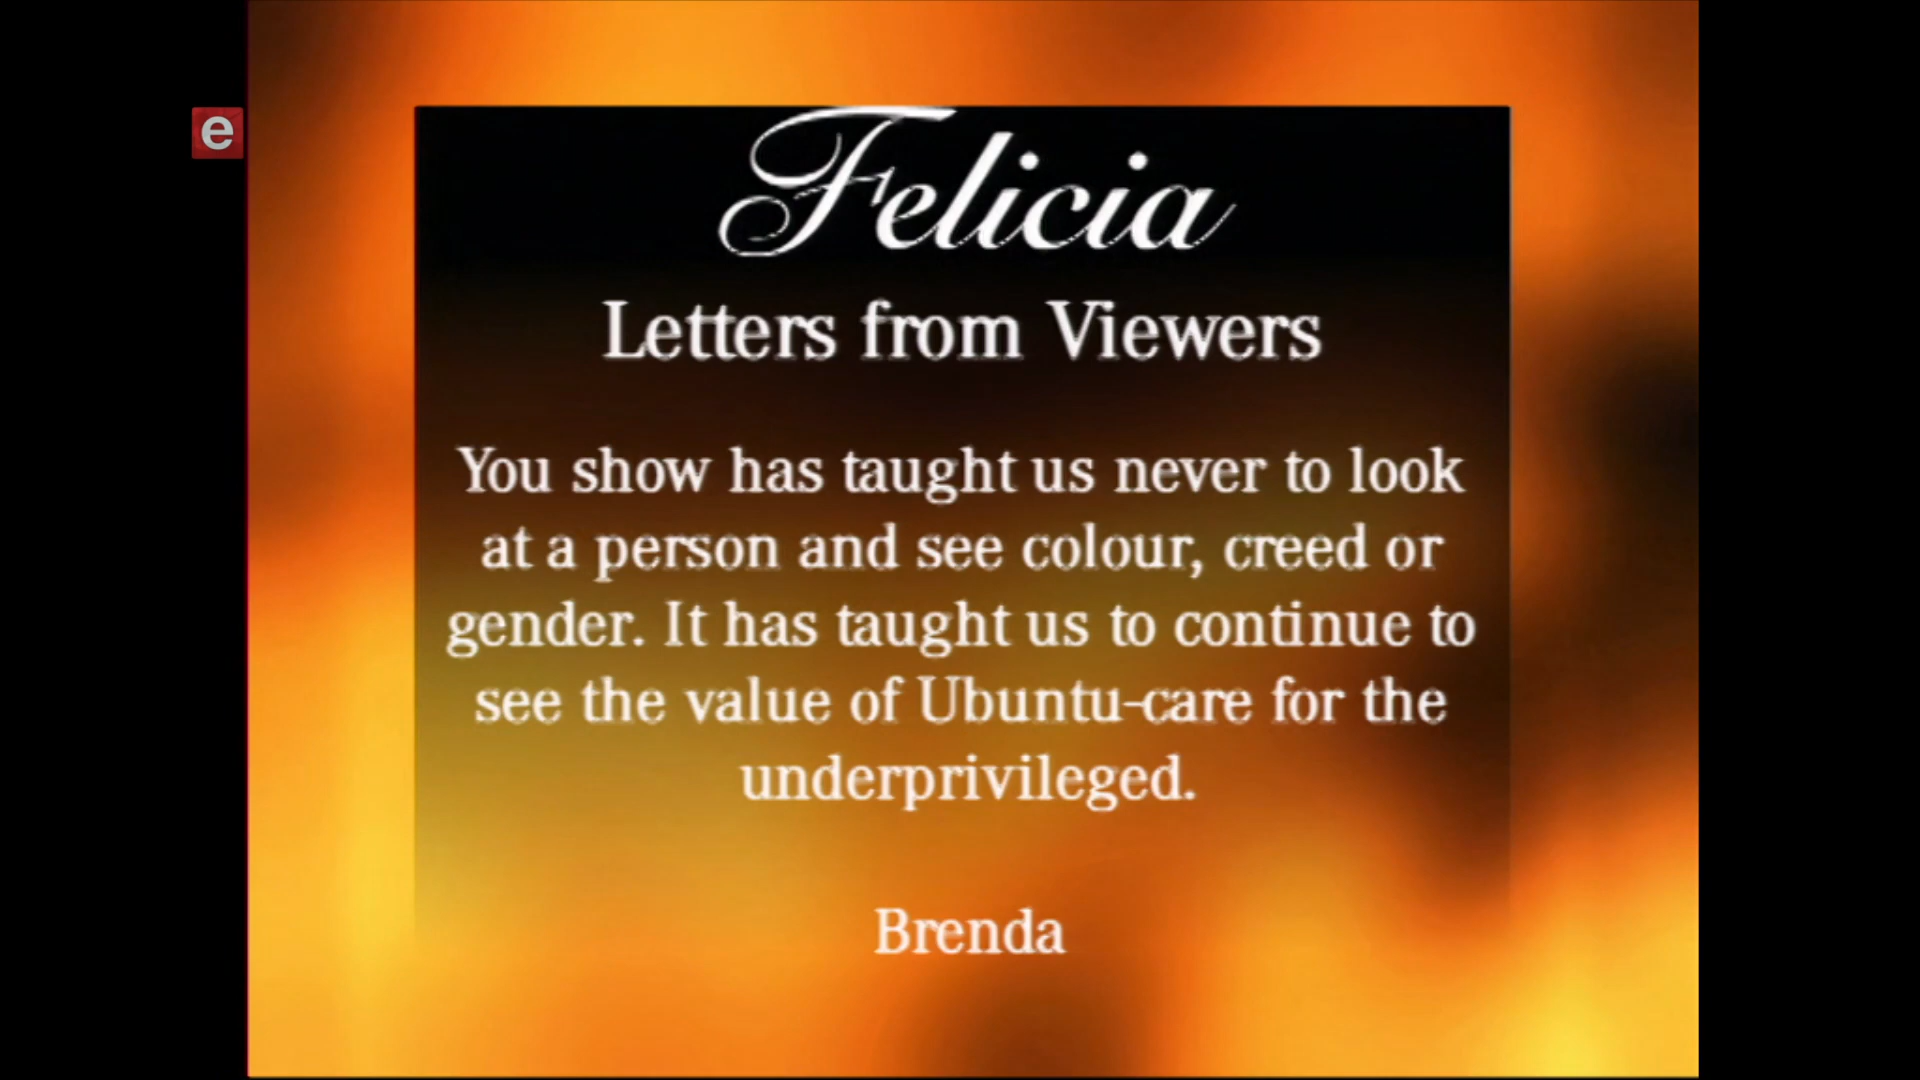 e
Felicia
Letters from Viewers
You show has taught us never to look
at a person and see colour, creed or
gender. It has taught us to continue to
see the value of Ubuntu-care for the
underprivileged.
Brenda